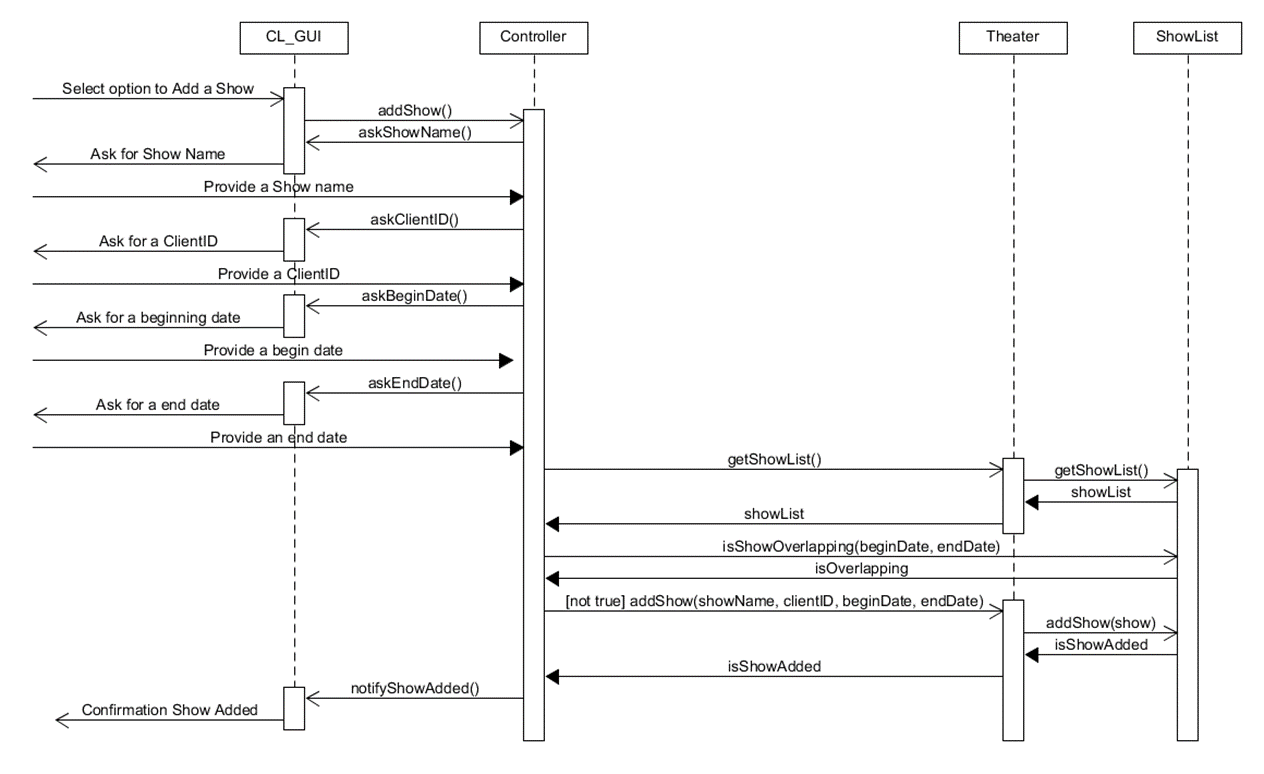 CL_GUI
Controller
Theater
ShowList
Select option to Add a Show
addShow()
askShowName()
Ask for Show Name
Provide a Show name
askClientID()
Ask for a ClientID
Provide a ClientID
askBeginDate()
Ask for a beginning date
Provide a begin date
askEndDate()
Ask for a end date
Provide an end date
getShowList()
getShowList()
showList
showList
isShowOverlapping(beginDate, endDate)
isOverlapping
[not true] addShow(showName, clientID, beginDate, endDate)
addShow(show)
isShowAdded
isShowAdded
notifyShowAdded()
Confirmation Show Added